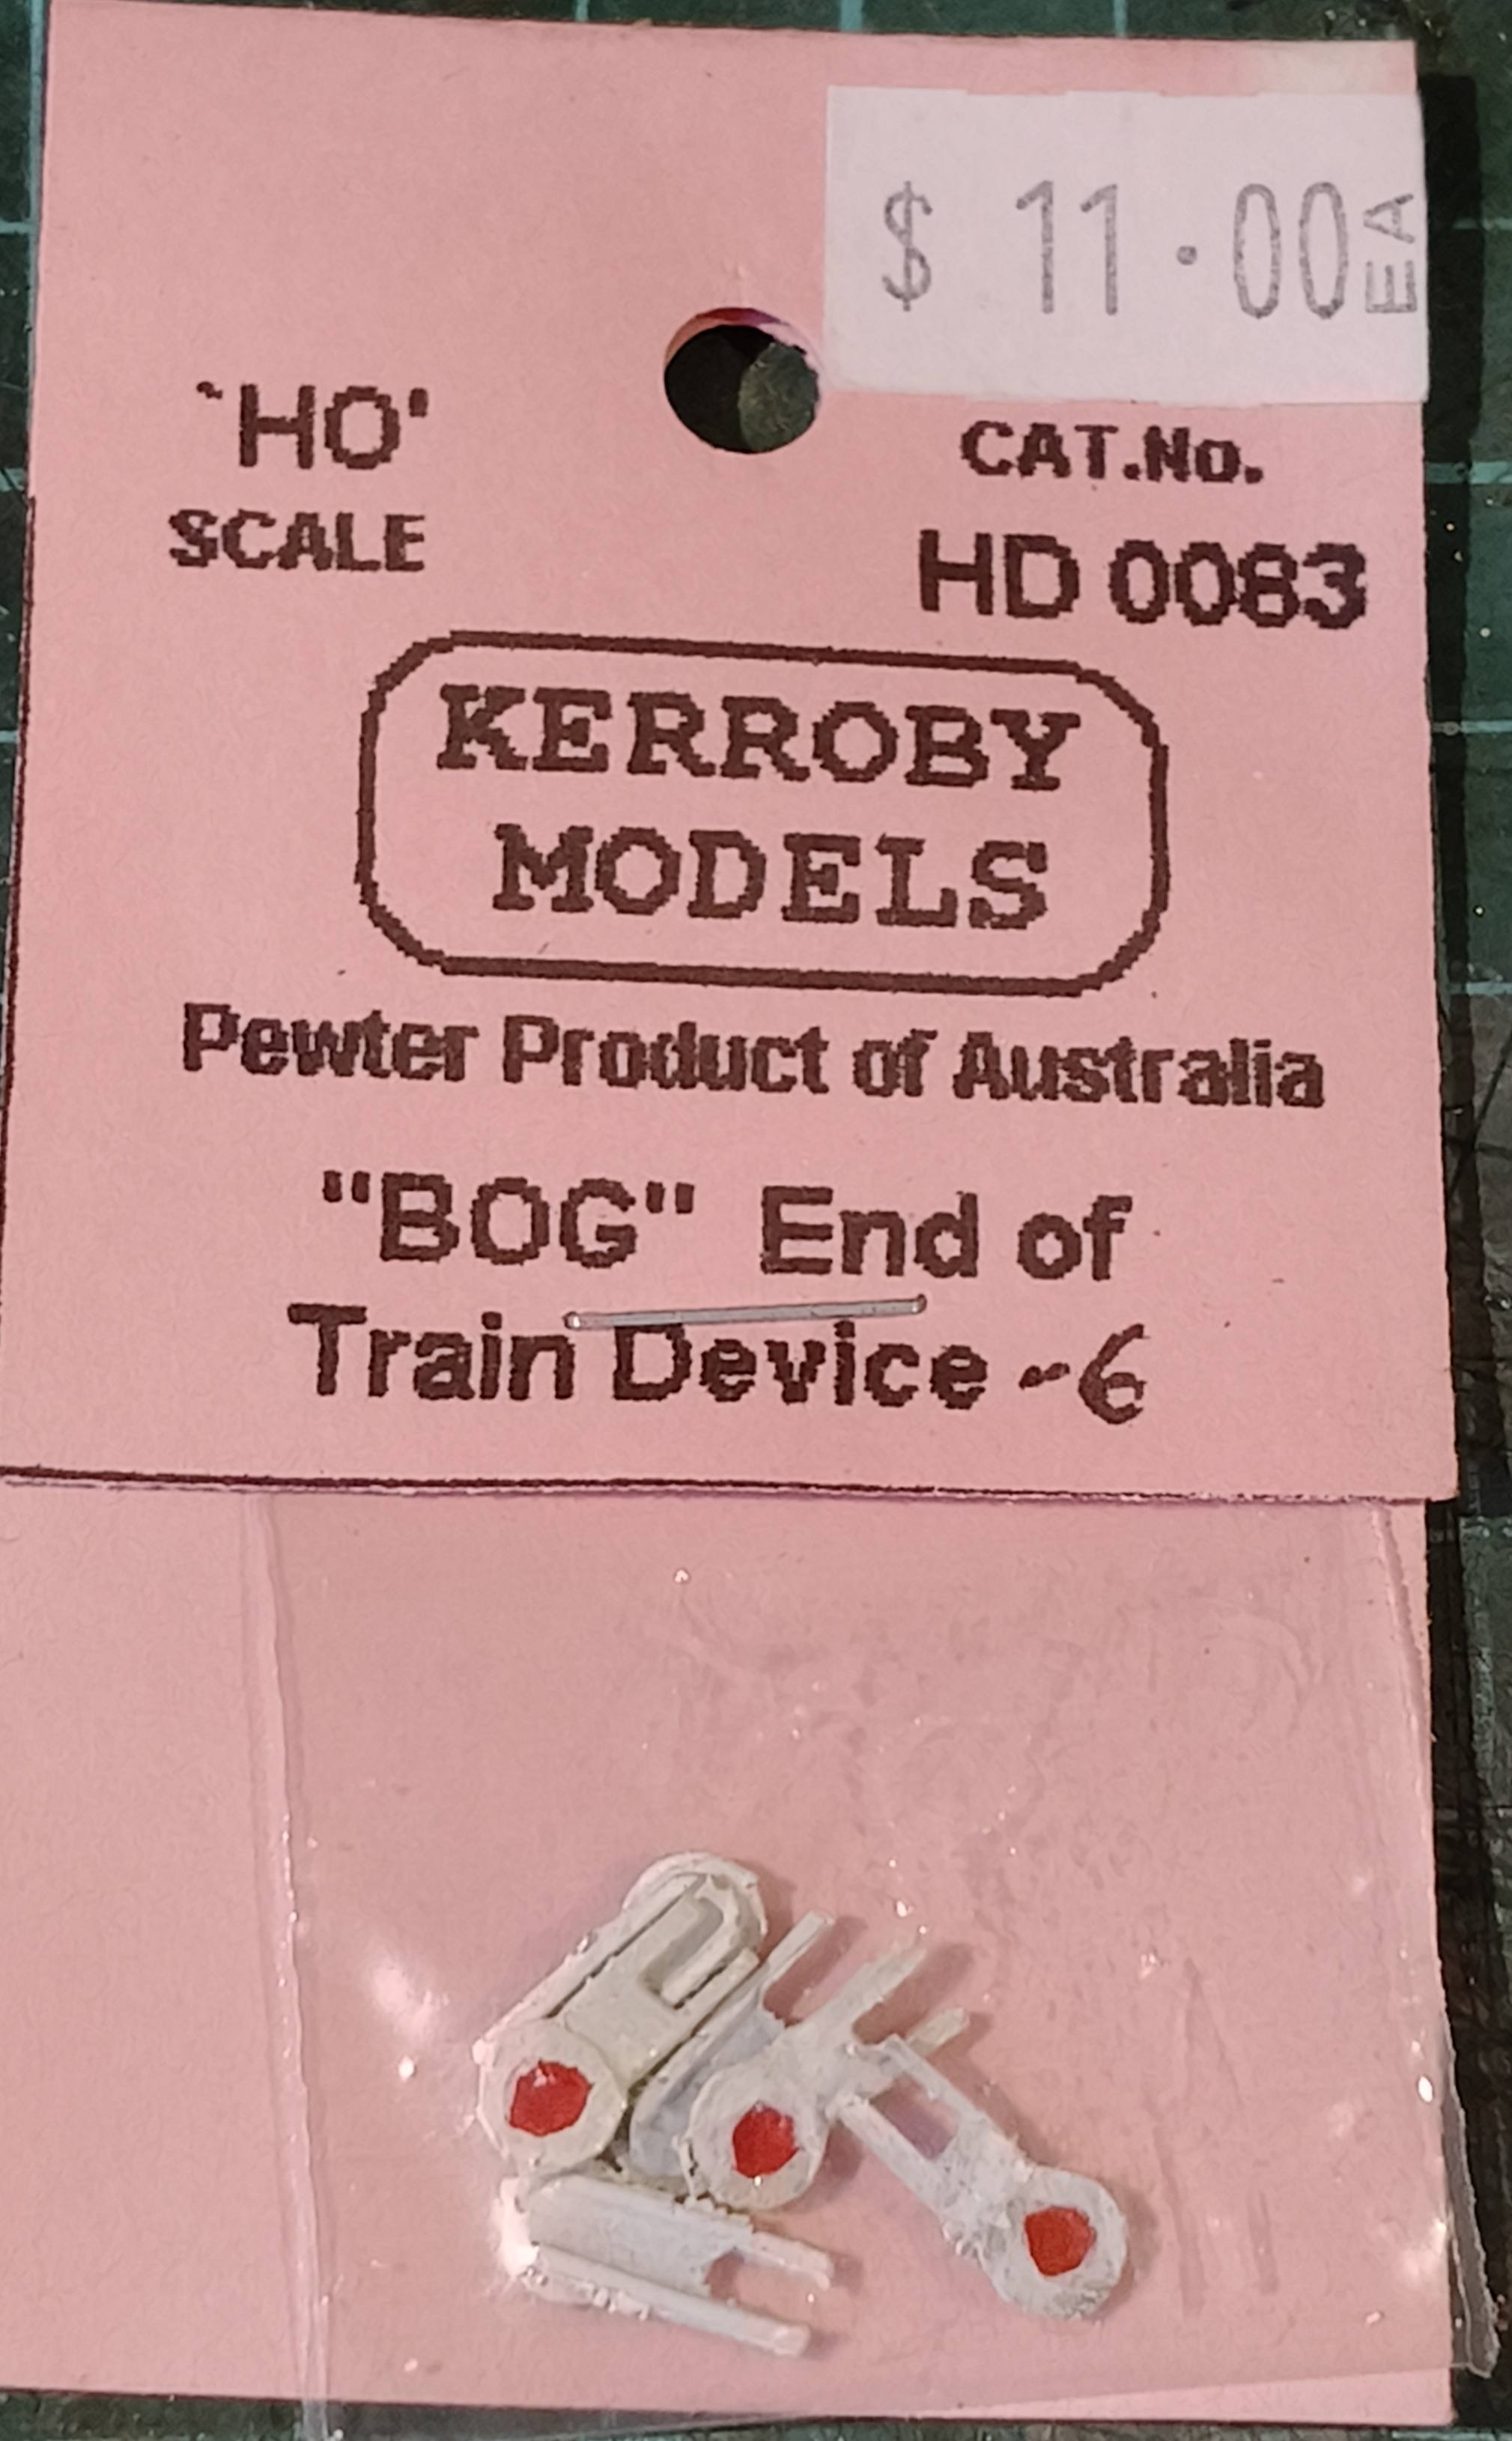 $ 11.00 EA
`HO'
SCALE
CAT.No.
HD 0083
KERROBY
MODELS
Pewter Product of Australia
"BOG" End of
Train Device -6